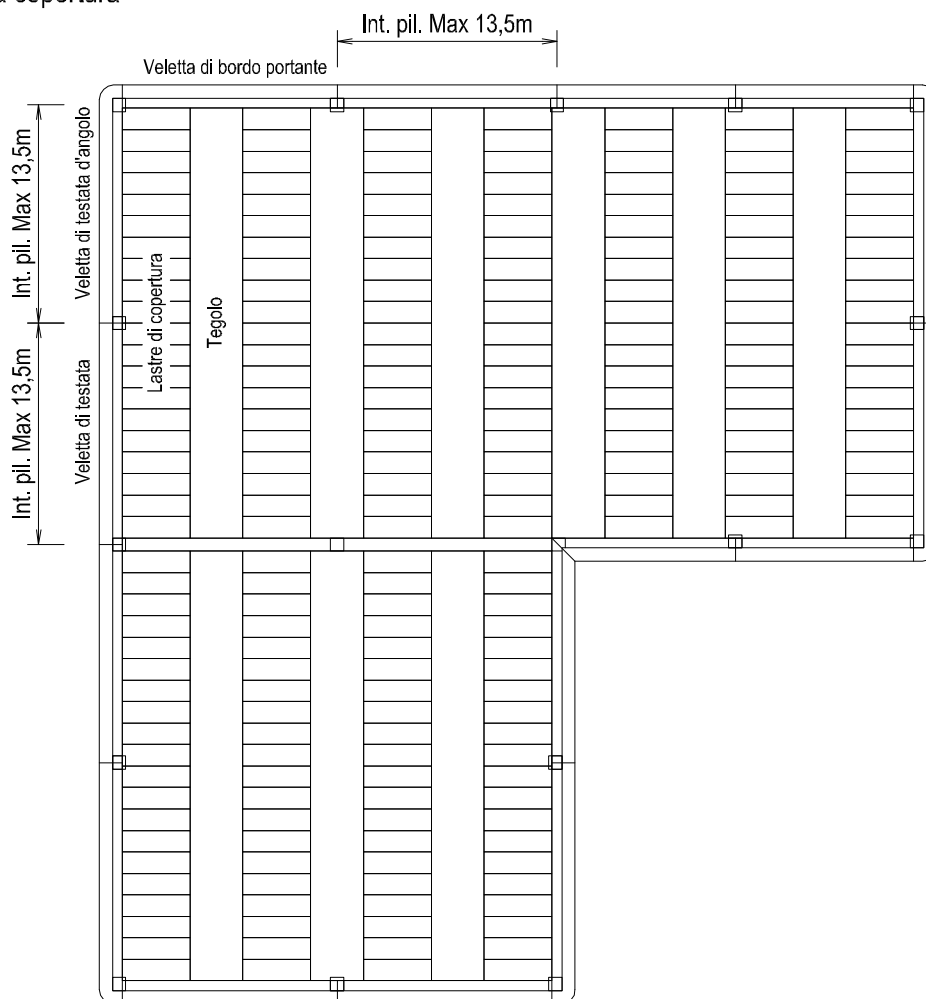 copertura
Int. pil. Max 13,5m
Veletta di bordo portante
Int. pil. Max 13,5m
Veletta di testata d'angolo
Lastre di copertura
Tegolo
Int. pil. Max 13,5m
Veletta di testata